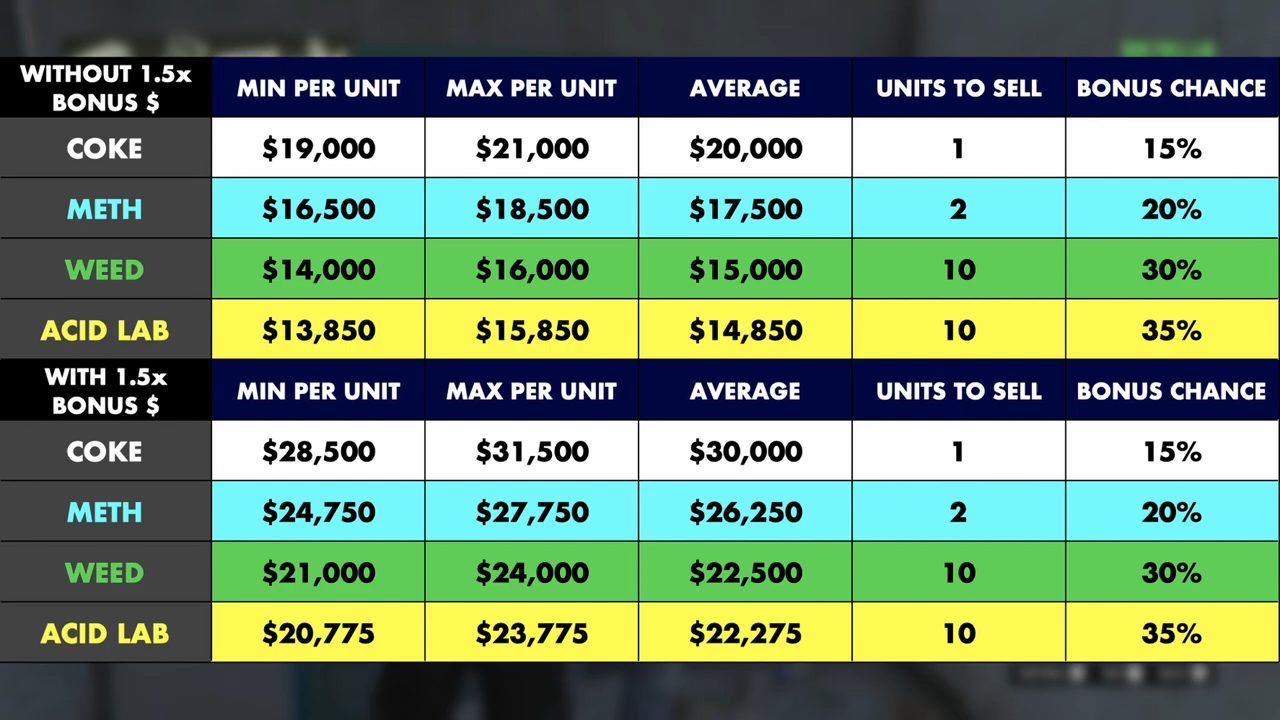 WITHOUT 1.5x BONUS $ MIN PER UNIT MAX PER UNIT AVERAGE UNITS TO SELL BONUS CHANCE
COKE $19,000 $21,000 $20,000 1 15%
METH $16,500 $18,500 $17,500 2 20%
WEED $14,000 $16,000 $15,000 10 30%
ACID LAB $13,850 $15,850 $14,850 10 35%
WITH 1.5x BONUS $ MIN PER UNIT MAX PER UNIT AVERAGE UNITS TO SELL BONUS CHANCE
COKE $28,500 $31,500 $30,000 1 15%
METH $24,750 $27,750 $26,250 2 20%
WEED $21,000 $24,000 $22,500 10 30%
ACID LAB $20,775 $23,775 $22,275 10 35%